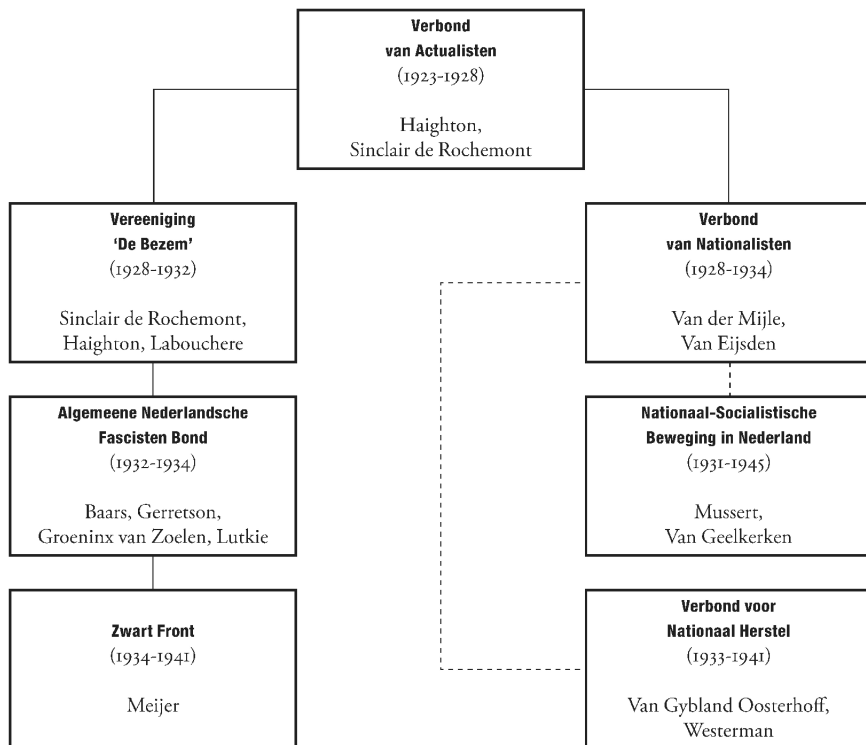 Verbond
van Actualisten
(1923-1928)
Haighton,
Sinclair de Rochemont
Vereeniging
‘De Bezem’
(1928-1932)
Sinclair de Rochemont,
Haighton, Labouchere
Verbond
van Nationalisten
(1928-1934)
Van der Mijle,
Van Eijsden
Algemeene Nederlandsche
Fascisten Bond
(1932-1934)
Baars, Gerretson,
Groeninx van Zoelen, Lutkie
Nationaal-Socialistische
Beweging in Nederland
(1931-1945)
Mussert,
Van Geelkerken
Zwart Front
(1934-1941)
Meijer
Verbond voor
Nationaal Herstel
(1933-1941)
Van Gybland Oosterhoff,
Westerman